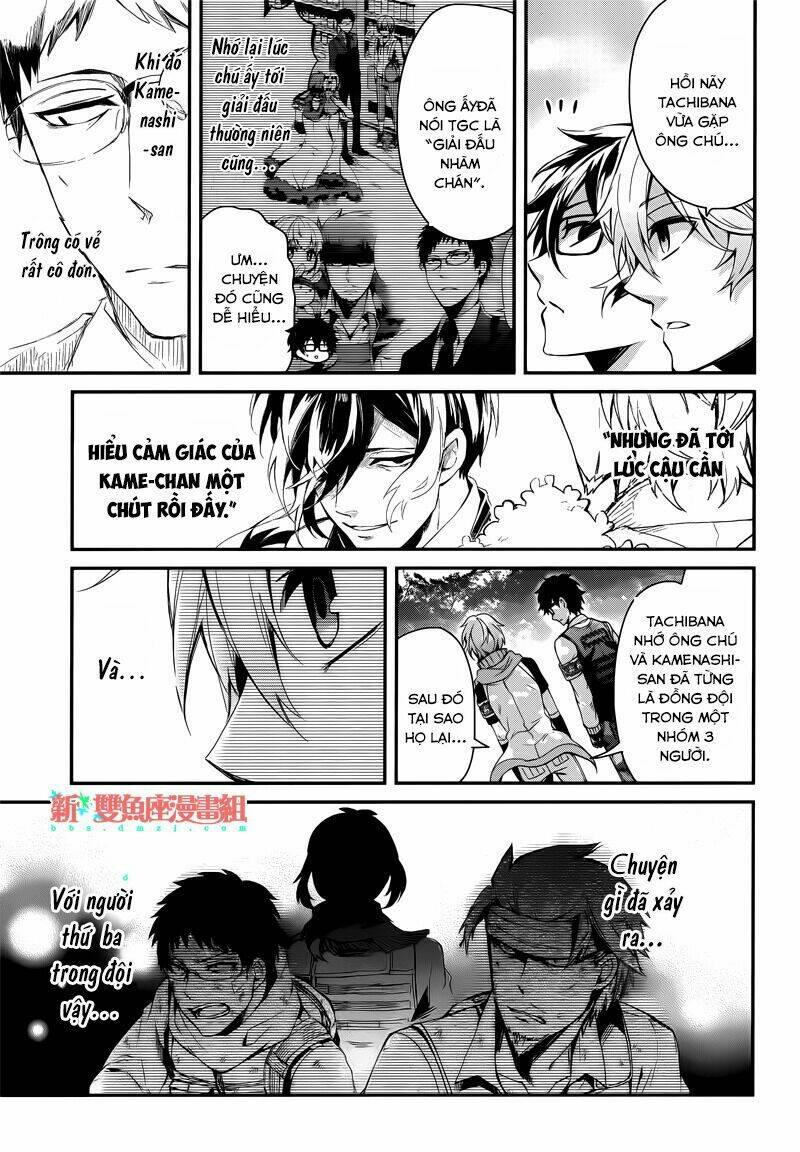 HỒI NÃY
TACHIBANA
VỪA GẶP
ÔNG CHÚ...
ÔNG ẤYĐÃ
NÓI TGC LÀ
"GIẢI ĐẤU
NHÀM
CHÁN".
Nhớ lại lúc
chú ấy tới
giải đấu
thường niên
cũng...
ƯM...
CHUYỆN
ĐÓ CŨNG
DỄ HIỂU...
Khi đó
Kame-
nashi
-san
Trông có vẻ
rất cô đơn.
"NHƯNG ĐÃ TỚI
LÚC CẬU CẦN
HIỂU CẢM GIÁC CỦA
KAME-CHAN MỘT
CHÚT RỒI ĐẤY."
TACHIBANA
NHỚ ÔNG CHÚ
VÀ KAMENASHI-
SAN ĐÃ TỪNG
LÀ ĐỒNG ĐỘI
TRONG MỘT
NHÓM 3
NGƯỜI.
SAU ĐÓ
TẠI SAO
HỌ LẠI...
Và...
新✦雙魚座漫畫組
bbs.dmzj.com
Chuyện
gì đã xảy
ra...
Với người
thứ ba
trong đội
vậy...